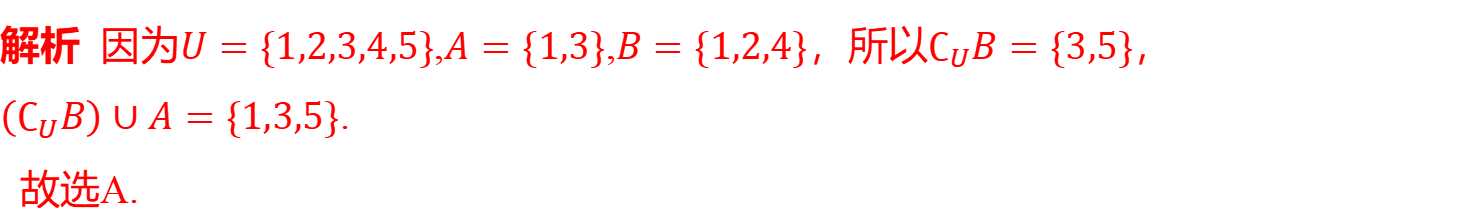 解析 因为U = {1,2,3,4,5},A = {1,3},B = {1,2,4}，所以∁_U B = {3,5}，
(∁_U B) ∪ A = {1,3,5}.
故选A.